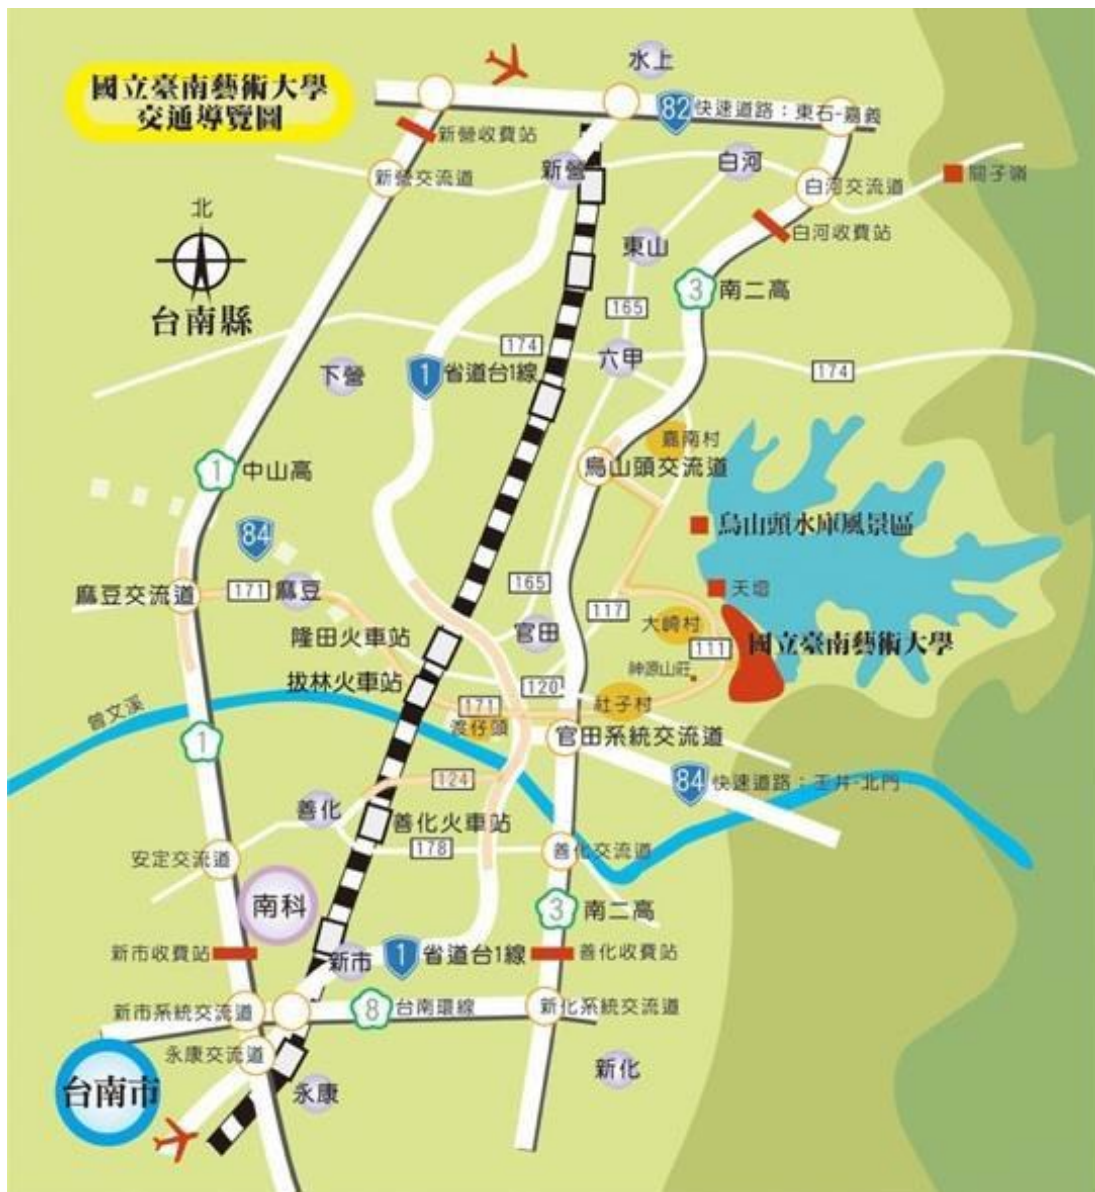 國立臺南藝術大學
交通導覽圖
水上
82
快速道路：東石-嘉義
新營收費站
新營交流道
新營
白河
白河交流道
關子嶺
北
台南縣
東山
白河收費站
3
南二高
165
174
六甲
174
下營
1
省道台1線
嘉南村
烏山頭交流道
1
中山高
烏山頭水庫風景區
84
麻豆交流道
171
麻豆
165
天壇
117
大崎村
官田
隆田火車站
111
國立臺南藝術大學
神源山莊
拔林火車站
120
171
社子村
曾文溪
1
渡仔頭
官田系統交流道
124
84
快速道路：玉井-北門
善化
善化火車站
178
安定交流道
善化交流道
南科
3
南二高
新市收費站
新市
1
省道台1線
善化收費站
新市系統交流道
8
台南環線
新化系統交流道
永康交流道
新化
台南市
永康